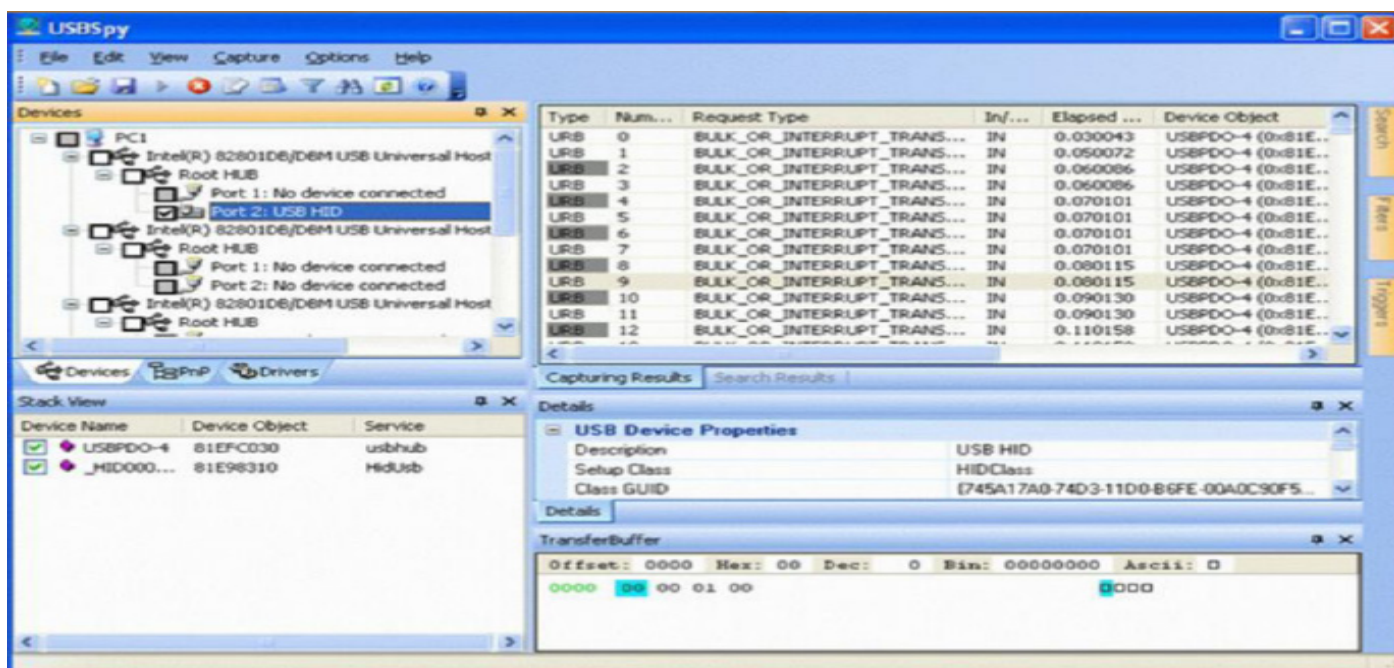 USBSpy
File Edit View Capture Options Help
Devices
PC1
Intel(R) 82801DB/DBM USB Universal Host
Root HUB
Port 1: No device connected
Port 2: USB HID
Intel(R) 82801DB/DBM USB Universal Host
Root HUB
Port 1: No device connected
Port 2: No device connected
Intel(R) 82801DB/DBM USB Universal Host
Root HUB
Devices PnP Drivers
Stack View
Device Name Device Object Service
USBPDO-4 81EFC030 usbhub
_HID000... 81E98310 HidUsb
Type Num... Request Type In/... Elapsed ... Device Object
URB 0 BULK_OR_INTERRUPT_TRANS... IN 0.030043 USBPDO-4 (0x81E...
URB 1 BULK_OR_INTERRUPT_TRANS... IN 0.050072 USBPDO-4 (0x81E...
URB 2 BULK_OR_INTERRUPT_TRANS... IN 0.060086 USBPDO-4 (0x81E...
URB 3 BULK_OR_INTERRUPT_TRANS... IN 0.060086 USBPDO-4 (0x81E...
URB 4 BULK_OR_INTERRUPT_TRANS... IN 0.070101 USBPDO-4 (0x81E...
URB 5 BULK_OR_INTERRUPT_TRANS... IN 0.070101 USBPDO-4 (0x81E...
URB 6 BULK_OR_INTERRUPT_TRANS... IN 0.070101 USBPDO-4 (0x81E...
URB 7 BULK_OR_INTERRUPT_TRANS... IN 0.070101 USBPDO-4 (0x81E...
URB 8 BULK_OR_INTERRUPT_TRANS... IN 0.080115 USBPDO-4 (0x81E...
URB 9 BULK_OR_INTERRUPT_TRANS... IN 0.080115 USBPDO-4 (0x81E...
URB 10 BULK_OR_INTERRUPT_TRANS... IN 0.090130 USBPDO-4 (0x81E...
URB 11 BULK_OR_INTERRUPT_TRANS... IN 0.090130 USBPDO-4 (0x81E...
URB 12 BULK_OR_INTERRUPT_TRANS... IN 0.110158 USBPDO-4 (0x81E...
Capturing Results Search Results
Details
USB Device Properties
Description USB HID
Setup Class HIDClass
Class GUID {745A17A0-74D3-11D0-B6FE-00A0C90F5...
Details
TransferBuffer
Offset: 0000 Hex: 00 Dec: 0 Bin: 00000000 Ascii: □
0000 00 00 01 00 □□□□
Search
Filters
Triggers